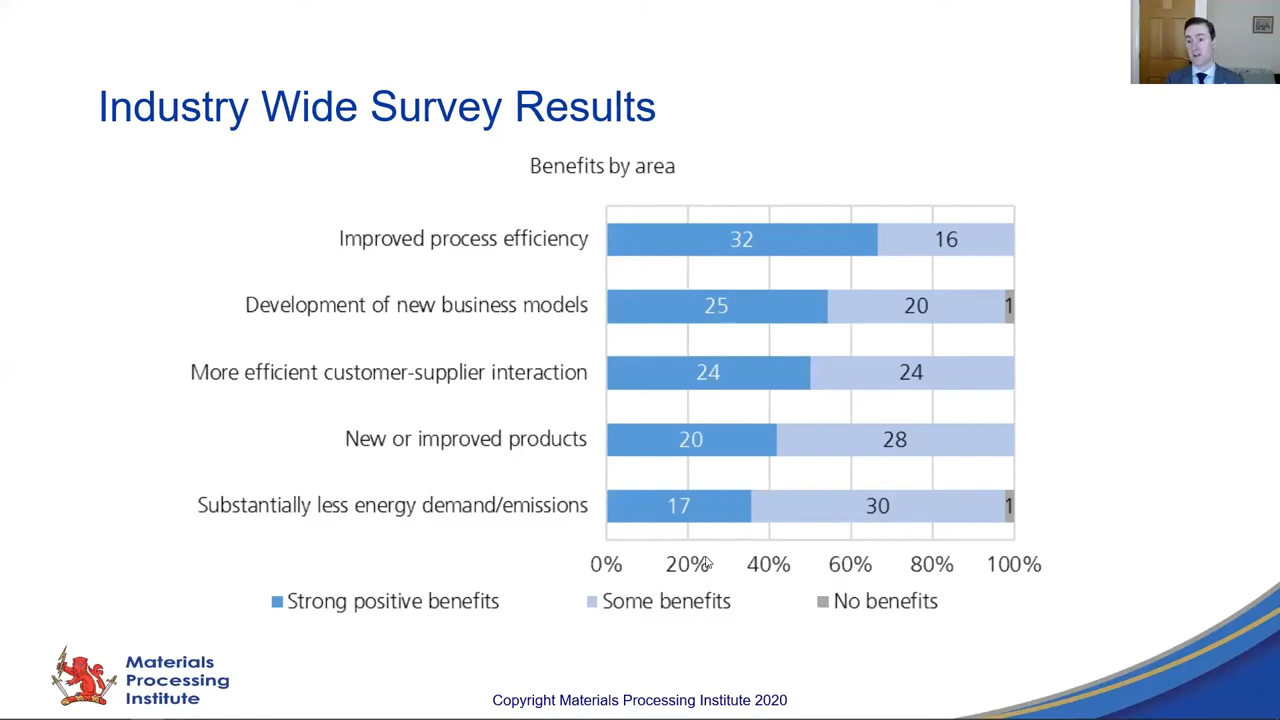 Industry Wide Survey Results
Benefits by area
Improved process efficiency 32 16
Development of new business models 25 20 1
More efficient customer-supplier interaction 24 24
New or improved products 20 28
Substantially less energy demand/emissions 17 30 1
0% 20% 40% 60% 80% 100%
Strong positive benefits Some benefits No benefits
Materials
Processing
Institute
Copyright Materials Processing Institute 2020